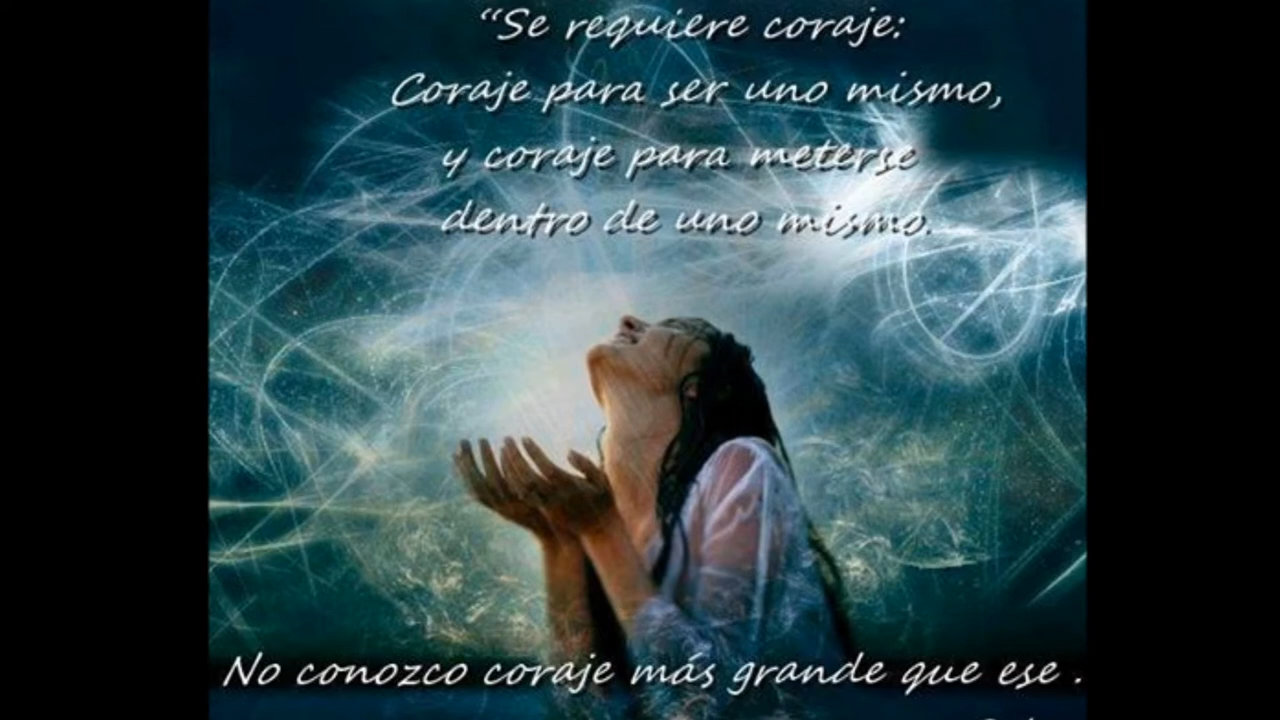 “Se requiere coraje:
Coraje para ser uno mismo,
y coraje para meterse
dentro de uno mismo.
No conozco coraje más grande que ese .